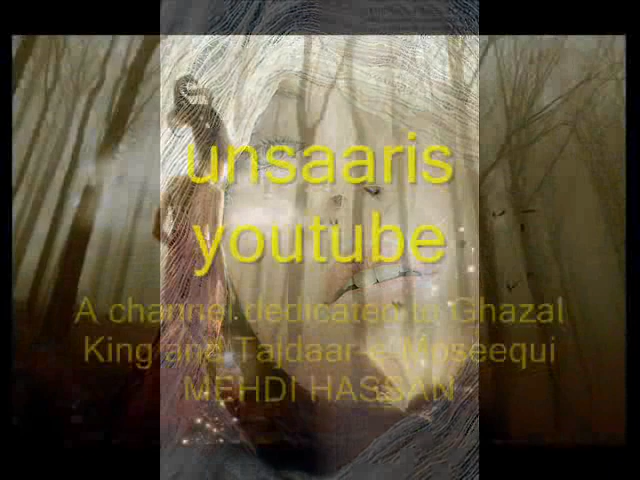 unsaaris
youtube
A channel dedicated to Ghazal
King and Tajdaar-e-Moseequi
MEHDI HASSAN